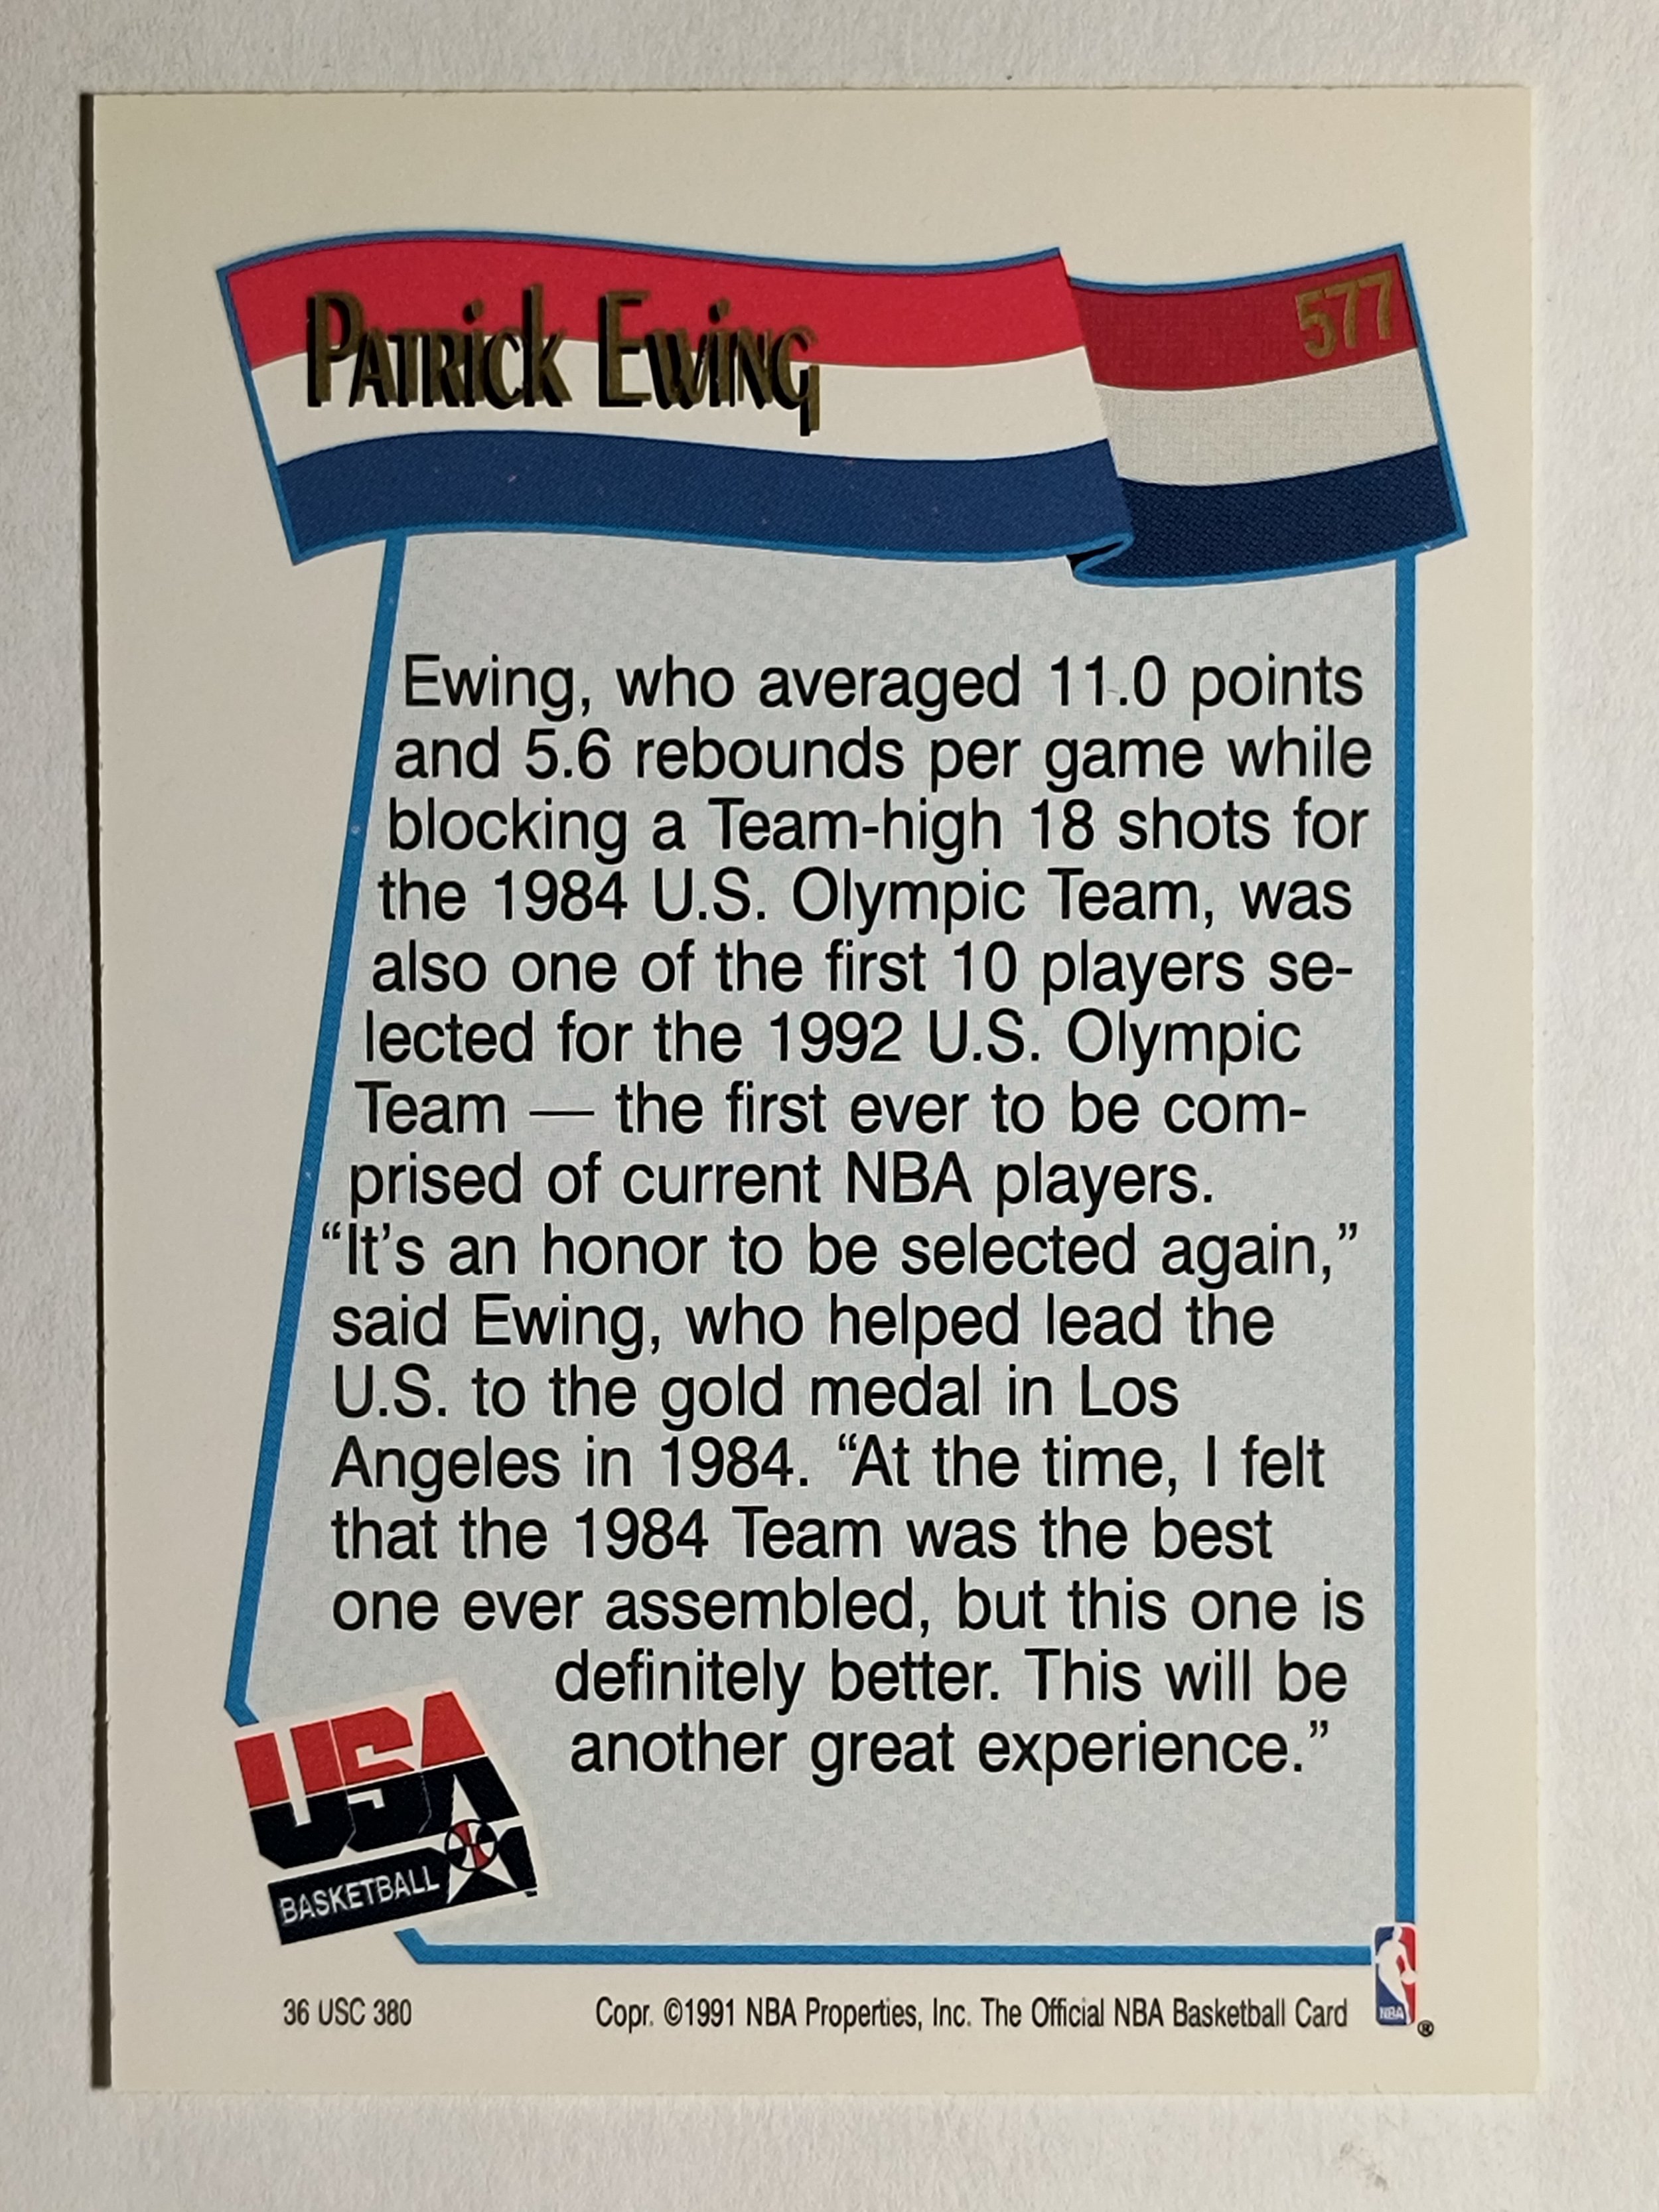 Patrick Ewing
577
Ewing, who averaged 11.0 points
and 5.6 rebounds per game while
blocking a Team-high 18 shots for
the 1984 U.S. Olympic Team, was
also one of the first 10 players se-
lected for the 1992 U.S. Olympic
Team — the first ever to be com-
prised of current NBA players.
“It’s an honor to be selected again,”
said Ewing, who helped lead the
U.S. to the gold medal in Los
Angeles in 1984. “At the time, I felt
that the 1984 Team was the best
one ever assembled, but this one is
definitely better. This will be
another great experience.”
USA
BASKETBALL
36 USC 380
Copr. ©1991 NBA Properties, Inc. The Official NBA Basketball Card
NBA
®